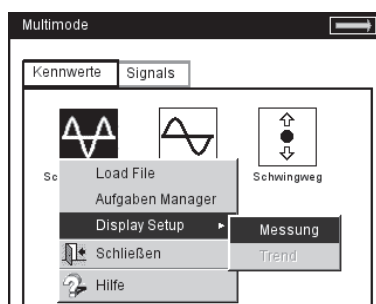 Multimode
Kennwerte Signals
Sc
Schwingweg
Load File
Aufgaben Manager
Display Setup
Messung
Trend
Schließen
Hilfe